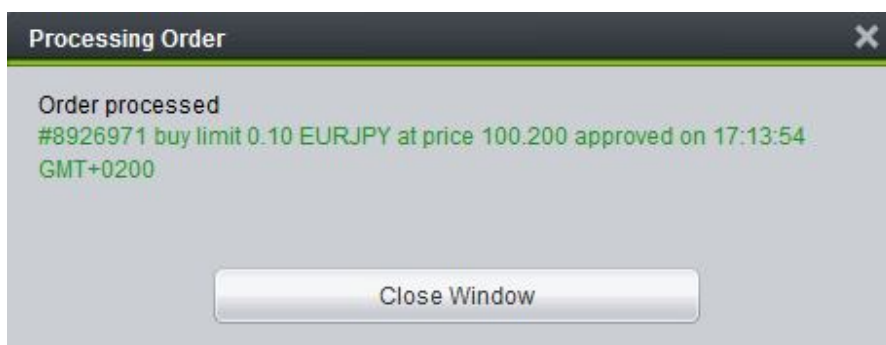 Processing Order
Order processed
#8926971 buy limit 0.10 EURJPY at price 100.200 approved on 17:13:54
GMT+0200
Close Window